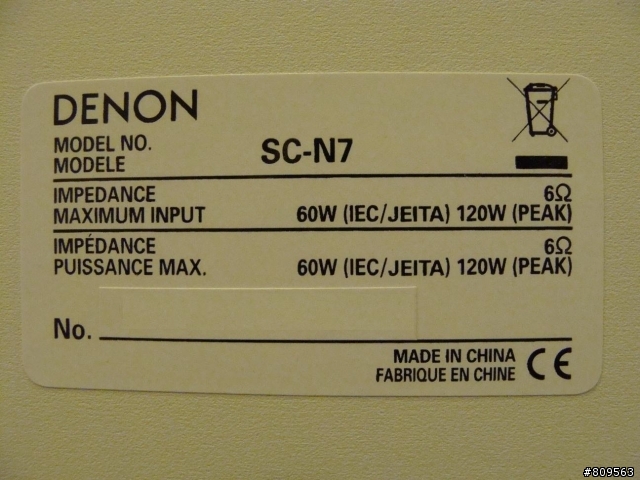 DENON
MODEL NO.
MODELE
SC-N7
IMPEDANCE 6Ω
MAXIMUM INPUT 60W (IEC/JEITA) 120W (PEAK)
IMPÉDANCE 6Ω
PUISSANCE MAX. 60W (IEC/JEITA) 120W (PEAK)
No.
MADE IN CHINA
FABRIQUE EN CHINE
CE
#809563